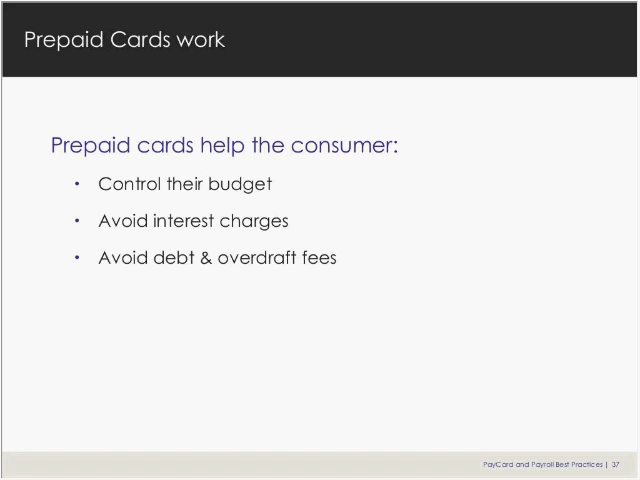 Prepaid Cards work
Prepaid cards help the consumer:
• Control their budget
• Avoid interest charges
• Avoid debt & overdraft fees
PayCard and Payroll Best Practices | 37